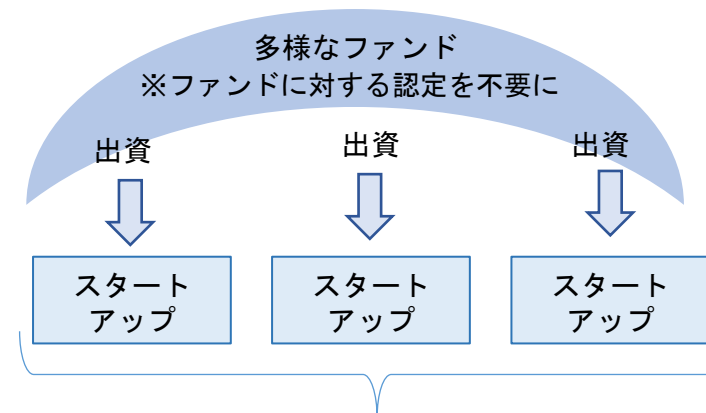 多様なファンド
※ファンドに対する認定を不要に
出資
出資
出資
スタート
アップ
スタート
アップ
スタート
アップ